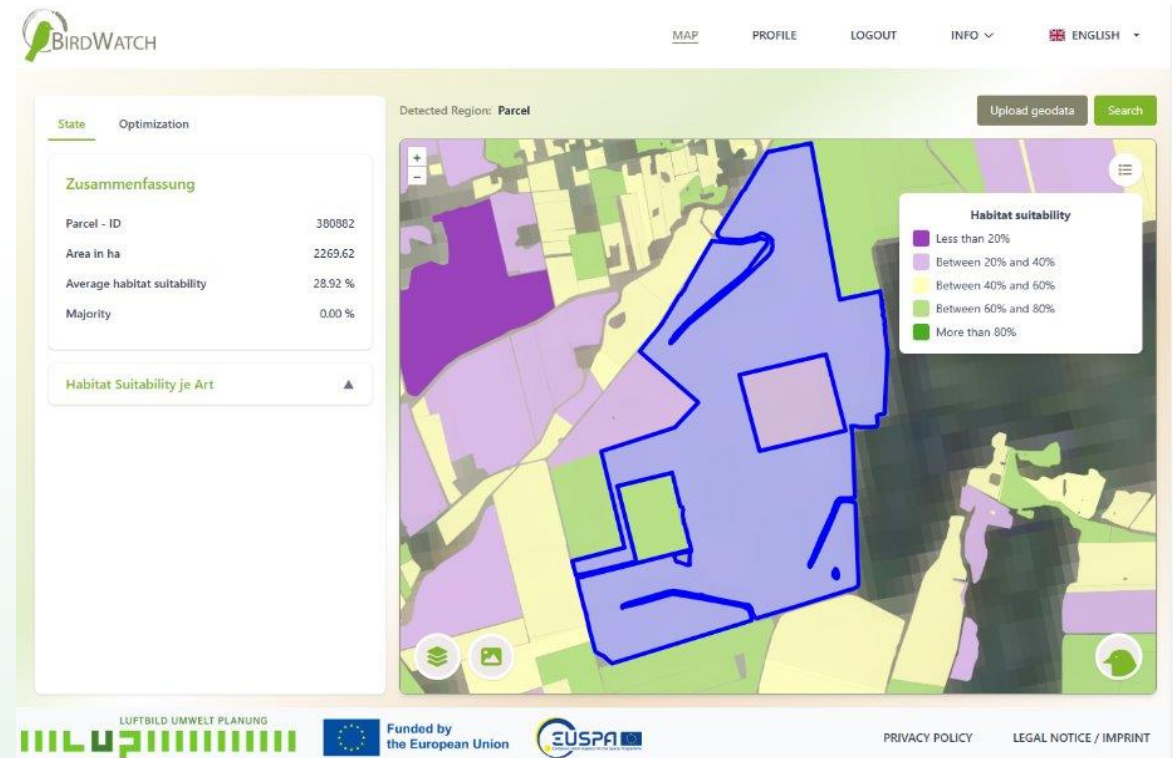 BIRDWATCH
MAP PROFILE LOGOUT INFO ENGLISH
State Optimization
Zusammenfassung
Parcel - ID 380882
Area in ha 2269.62
Average habitat suitability 28.92 %
Majority 0.00 %
Habitat Suitability je Art
Detected Region: Parcel
Upload geodata Search
+
−
Habitat suitability
Less than 20%
Between 20% and 40%
Between 40% and 60%
Between 60% and 80%
More than 80%
LUFTBILD UMWELT PLANUNG
LUP
Funded by
the European Union
EUSPA
PRIVACY POLICY LEGAL NOTICE / IMPRINT